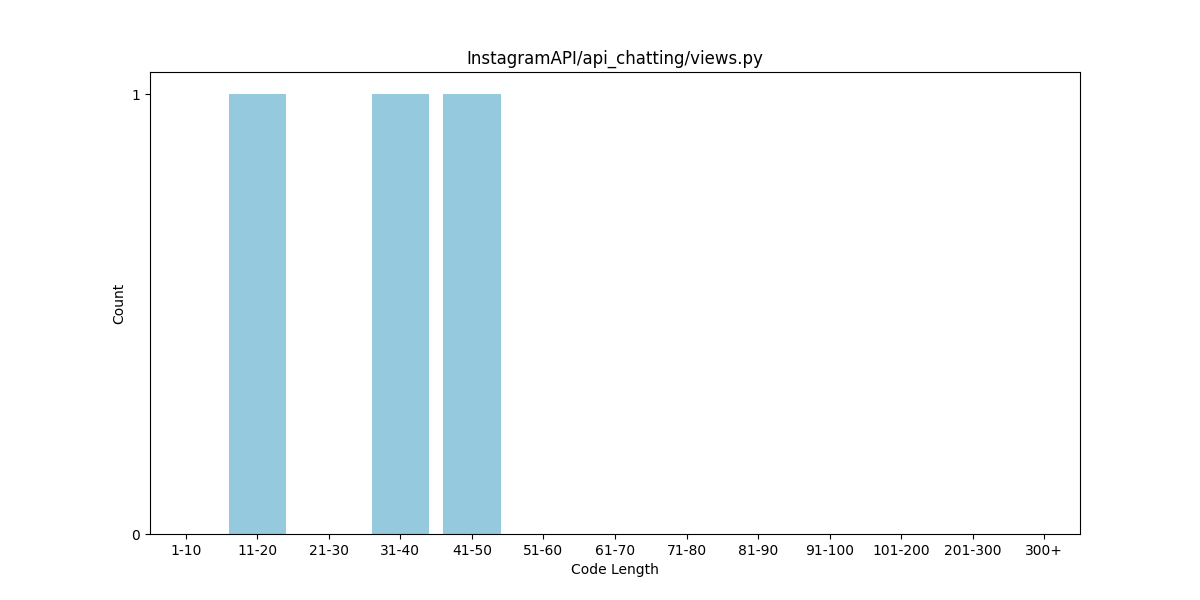 InstagramAPI/api_chatting/views.py
1
Count
0
1-10 11-20 21-30 31-40 41-50 51-60 61-70 71-80 81-90 91-100 101-200 201-300 300+
Code Length